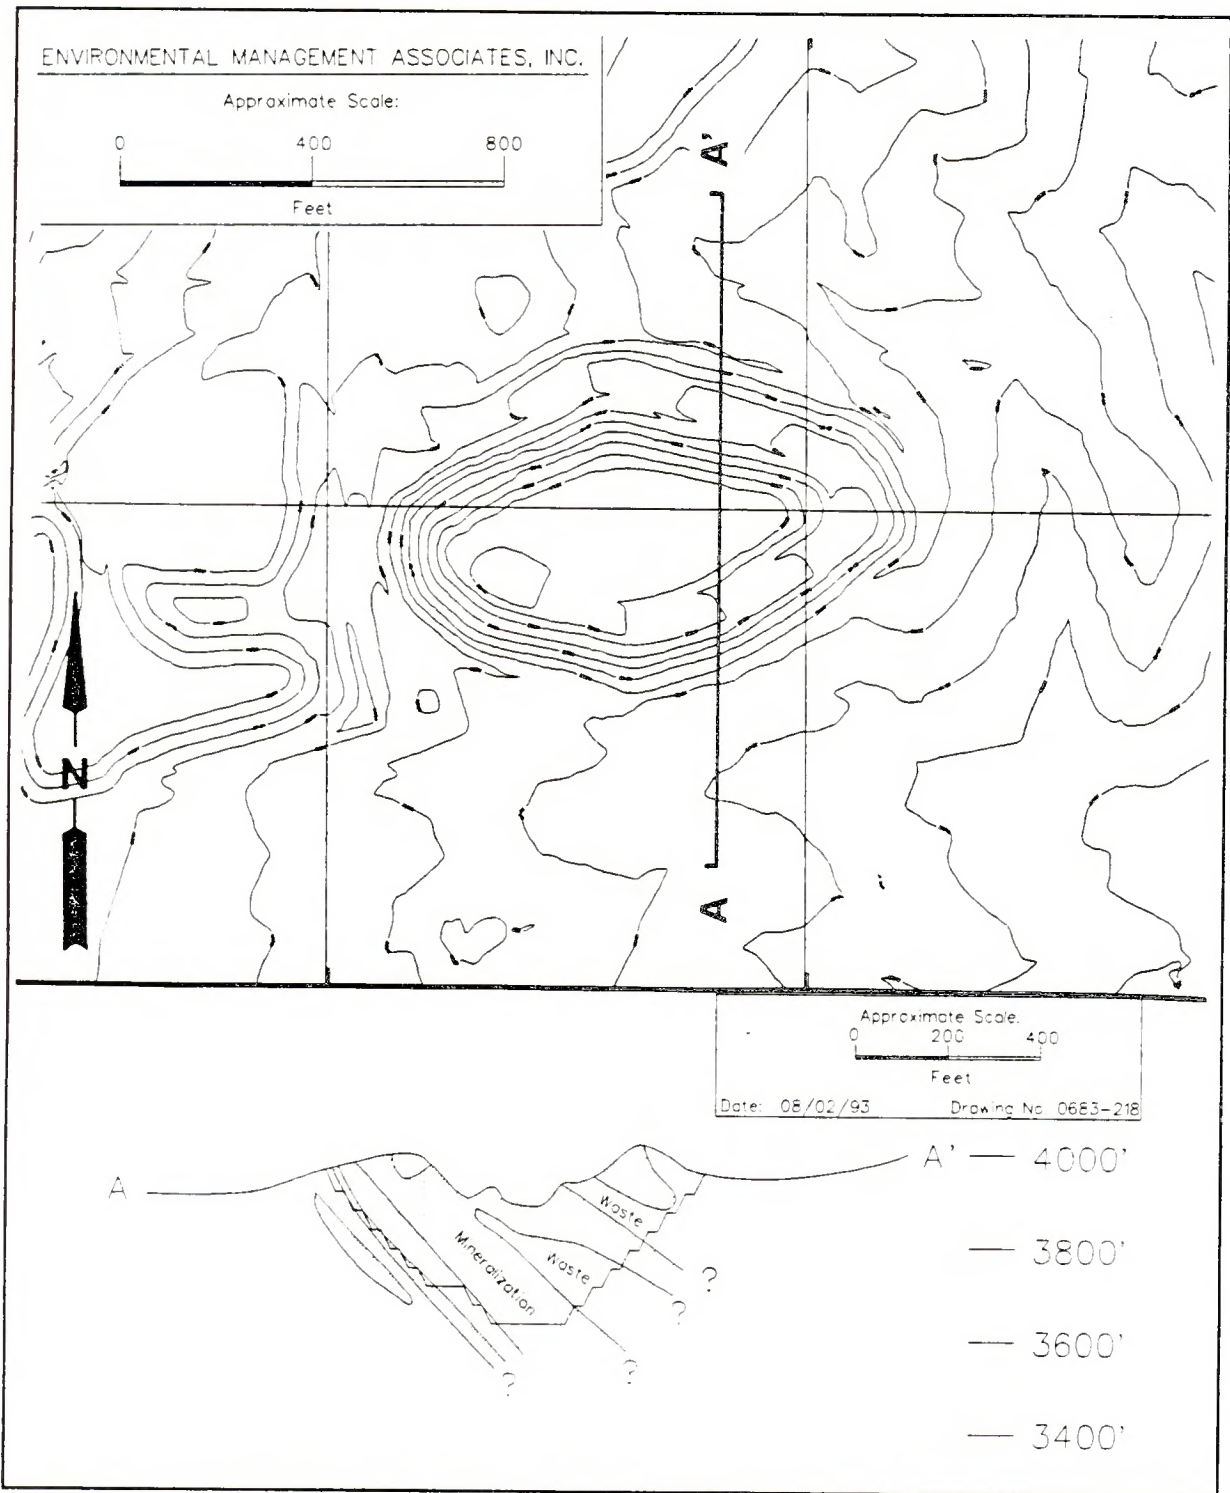 ENVIRONMENTAL MANAGEMENT ASSOCIATES, INC.
Approximate Scale:
0 400 800
Feet
A'
N
A
Approximate Scale:
0 200 400
Feet
Date: 08/02/93 Drawing No. 0683-218
A
A'
4000'
Waste
Mineralization
Waste
3800'
?
?
3600'
?
?
3400'